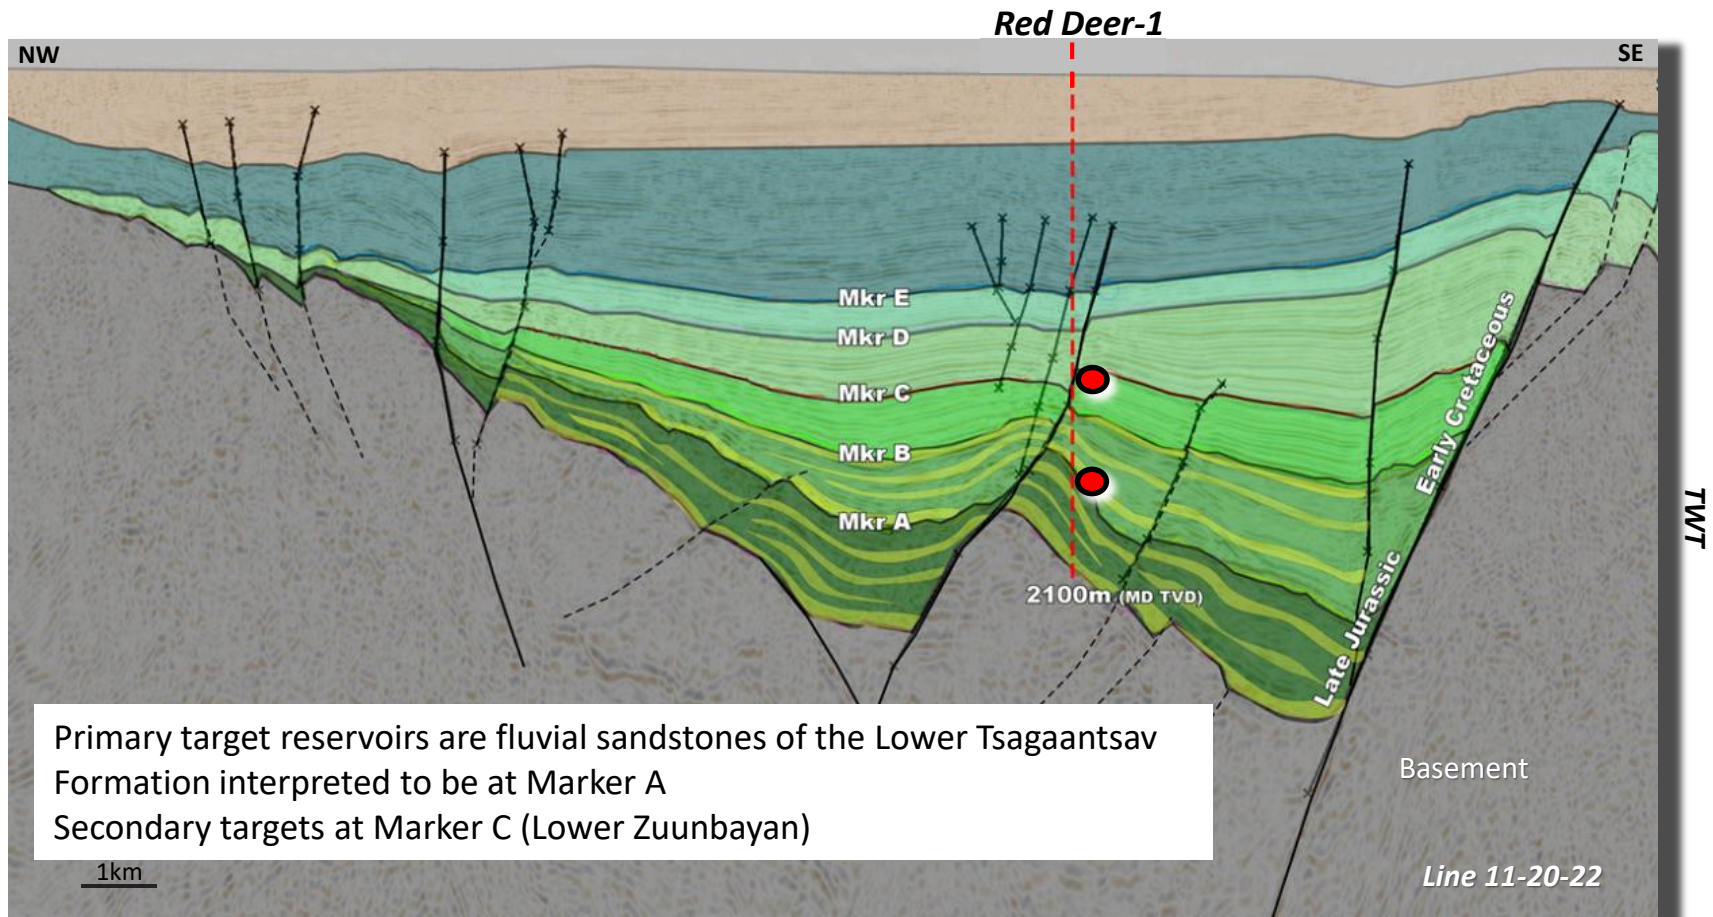 Red Deer-1
NW
SE
Mkr E
Mkr D
Mkr C
Mkr B
Mkr A
Early Cretaceous
Late Jurassic
TWT
2100m (MD TVD)
Primary target reservoirs are fluvial sandstones of the Lower Tsagaantsav
Formation interpreted to be at Marker A
Secondary targets at Marker C (Lower Zuunbayan)
Basement
1km
Line 11-20-22